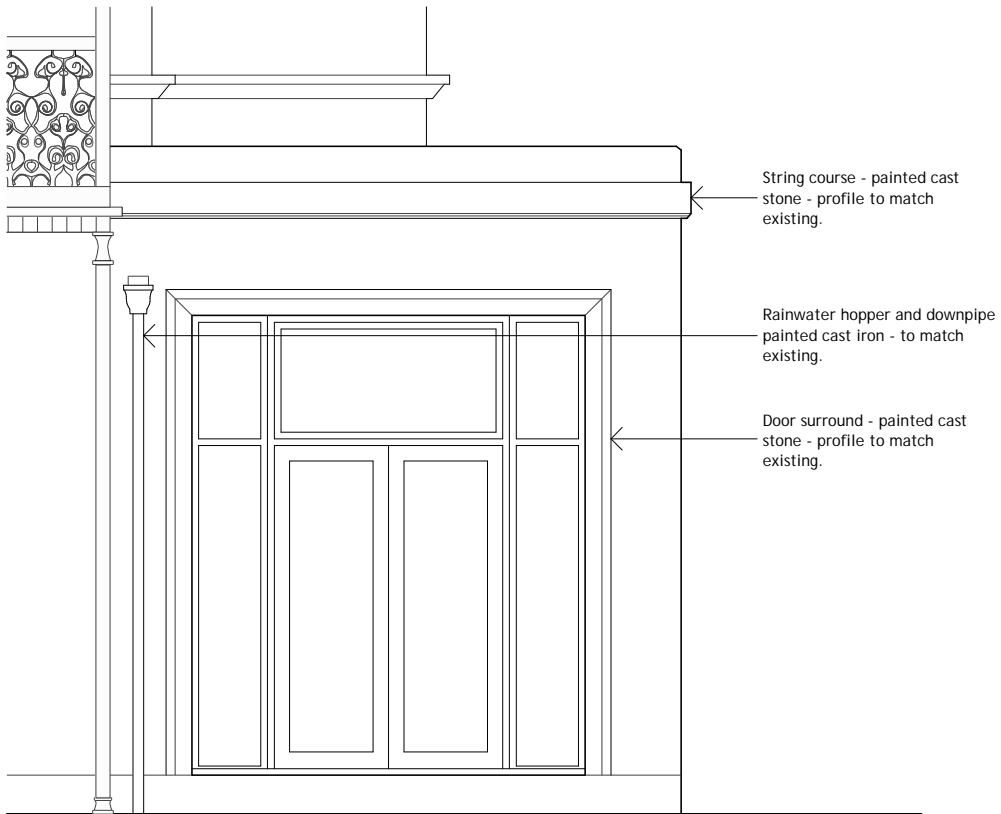 String course - painted cast
stone - profile to match
existing.
Rainwater hopper and downpipe
painted cast iron - to match
existing.
Door surround - painted cast
stone - profile to match
existing.